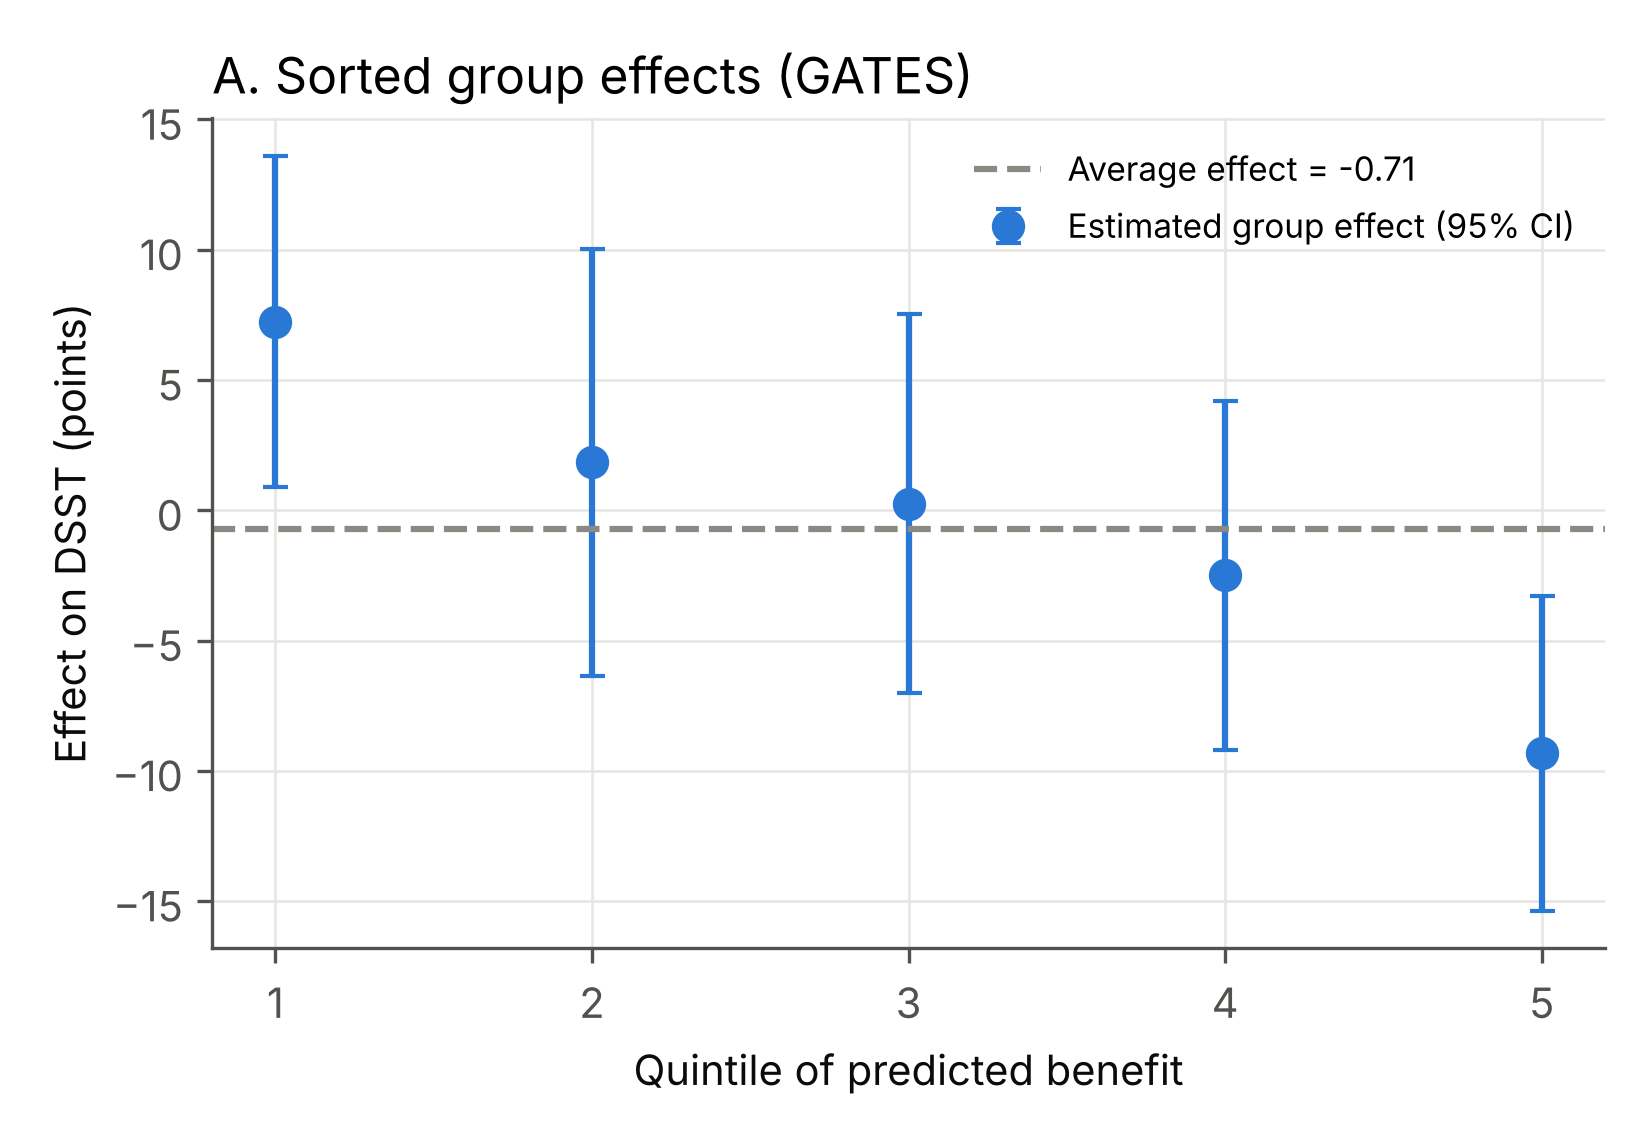 A. Sorted group effects (GATES)
15
10
5
0
−5
−10
−15
Effect on DSST (points)
Average effect = -0.71
Estimated group effect (95% CI)
1 2 3 4 5
Quintile of predicted benefit